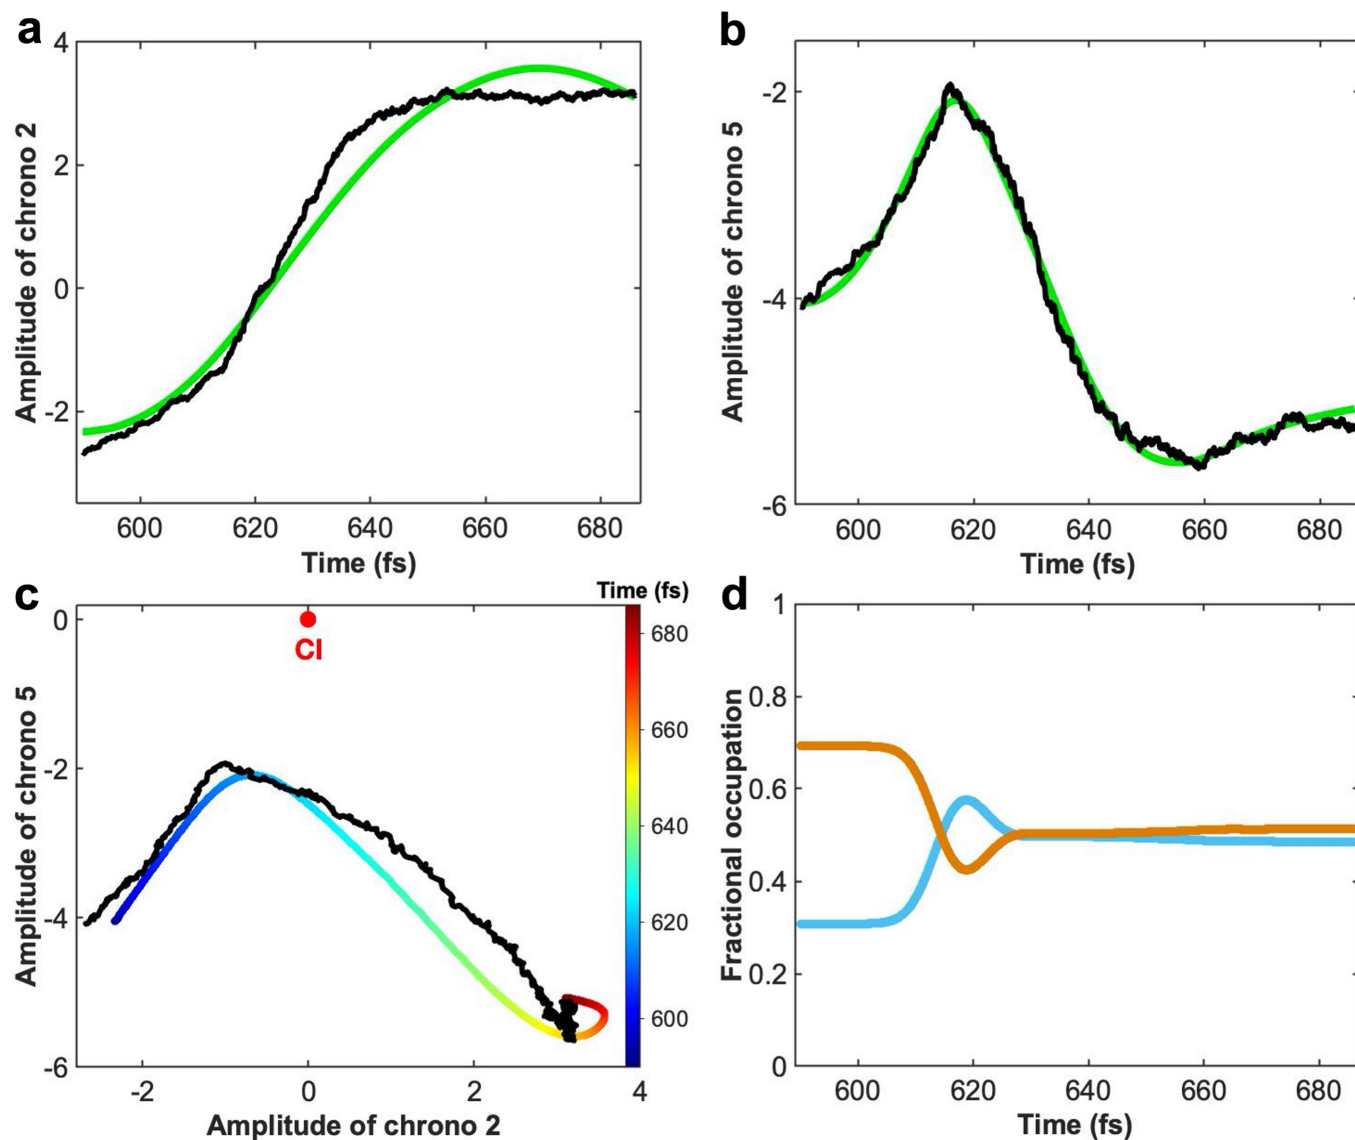 a
4
2
0
-2
Amplitude of chrono 2
600 620 640 660 680
Time (fs)
b
-2
-4
-6
Amplitude of chrono 5
600 620 640 660 680
Time (fs)
c
Time (fs)
0
-2
-4
-6
Amplitude of chrono 5
CI
680
660
640
620
600
-2 0 2 4
Amplitude of chrono 2
d
1
0.8
0.6
0.4
0.2
0
Fractional occupation
600 620 640 660 680
Time (fs)